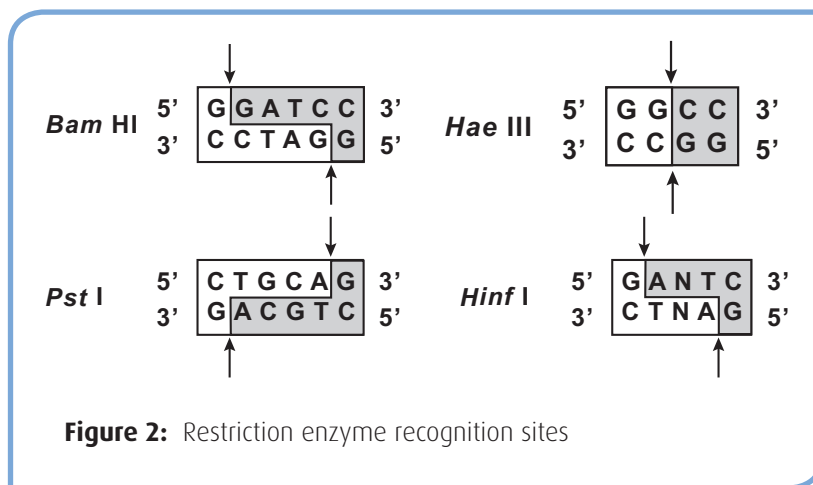 Bam HI 5’ G G A T C C 3’
3’ C C T A G G 5’
Hae III 5’ G G C C 3’
3’ C C G G 5’
Pst I 5’ C T G C A G 3’
3’ G A C G T C 5’
Hinf I 5’ G A N T C 3’
3’ C T N A G 5’
Figure 2: Restriction enzyme recognition sites